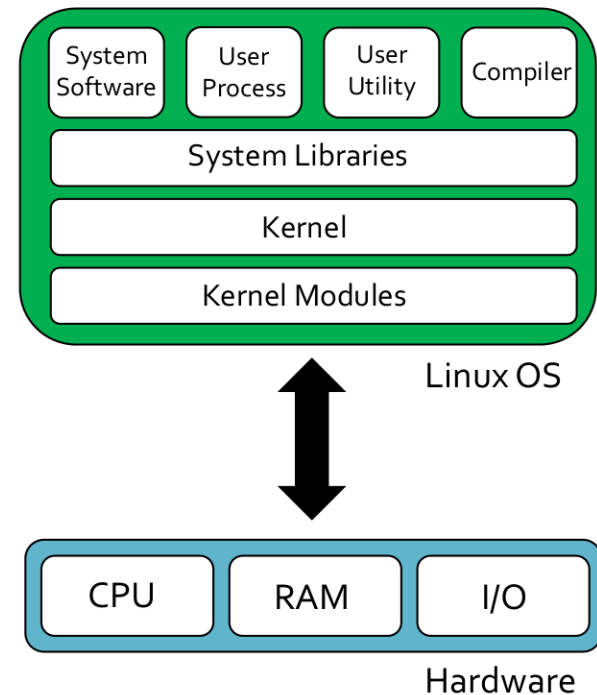 System
Software
User
Process
User
Utility
Compiler
System Libraries
Kernel
Kernel Modules
Linux OS
CPU
RAM
I/O
Hardware